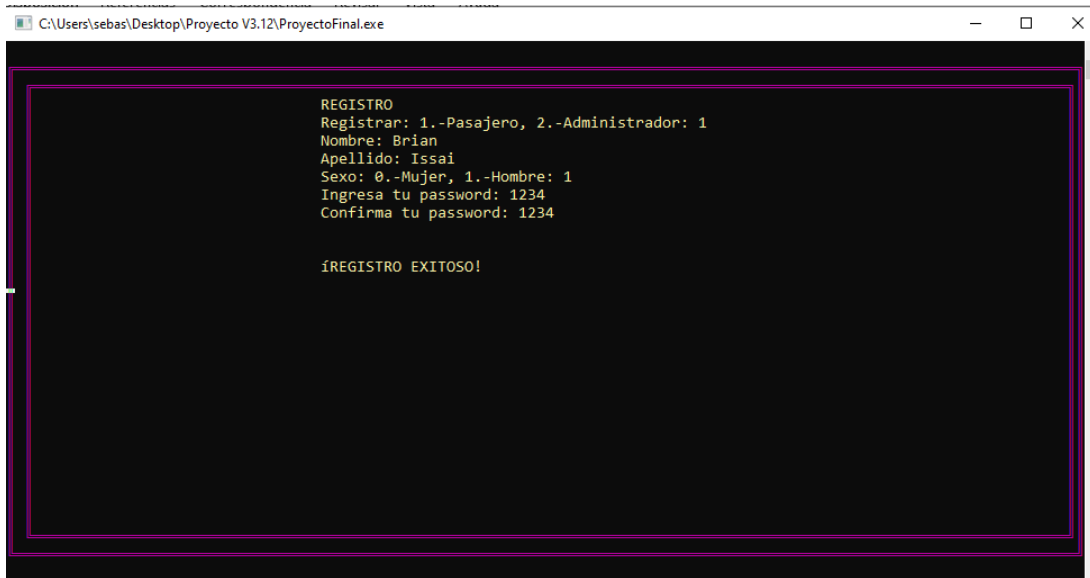 C:\Users\sebas\Desktop\Proyecto V3.12\ProyectoFinal.exe
REGISTRO
Registrar: 1.-Pasajero, 2.-Administrador: 1
Nombre: Brian
Apellido: Issai
Sexo: 0.-Mujer, 1.-Hombre: 1
Ingresa tu password: 1234
Confirma tu password: 1234
íREGISTRO EXITOSO!